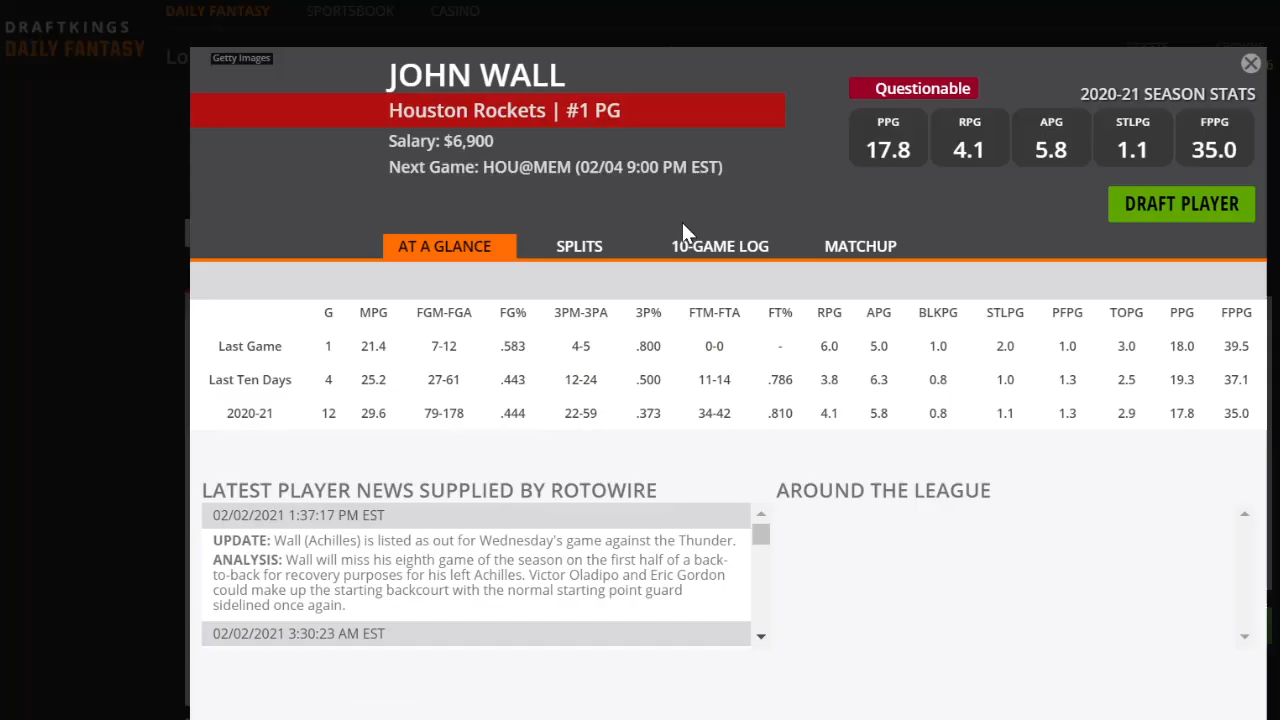 DRAFTKINGS
DAILY FANTASY
DAILY FANTASY SPORTSBOOK CASINO
Lo
Getty Images
JOHN WALL
Houston Rockets | #1 PG
Salary: $6,900
Next Game: HOU@MEM (02/04 9:00 PM EST)
Questionable
2020-21 SEASON STATS
PPG RPG APG STLPG FPPG
17.8 4.1 5.8 1.1 35.0
DRAFT PLAYER
AT A GLANCE SPLITS 10-GAME LOG MATCHUP
G MPG FGM-FGA FG% 3PM-3PA 3P% FTM-FTA FT% RPG APG BLKPG STLPG PFPG TOPG PPG FPPG
Last Game 1 21.4 7-12 .583 4-5 .800 0-0 - 6.0 5.0 1.0 2.0 1.0 3.0 18.0 39.5
Last Ten Days 4 25.2 27-61 .443 12-24 .500 11-14 .786 3.8 6.3 0.8 1.0 1.3 2.5 19.3 37.1
2020-21 12 29.6 79-178 .444 22-59 .373 34-42 .810 4.1 5.8 0.8 1.1 1.3 2.9 17.8 35.0
LATEST PLAYER NEWS SUPPLIED BY ROTOWIRE
02/02/2021 1:37:17 PM EST
UPDATE: Wall (Achilles) is listed as out for Wednesday's game against the Thunder.
ANALYSIS: Wall will miss his eighth game of the season on the first half of a back-
to-back for recovery purposes for his left Achilles. Victor Oladipo and Eric Gordon
could make up the starting backcourt with the normal starting point guard
sidelined once again.
02/02/2021 3:30:23 AM EST
AROUND THE LEAGUE